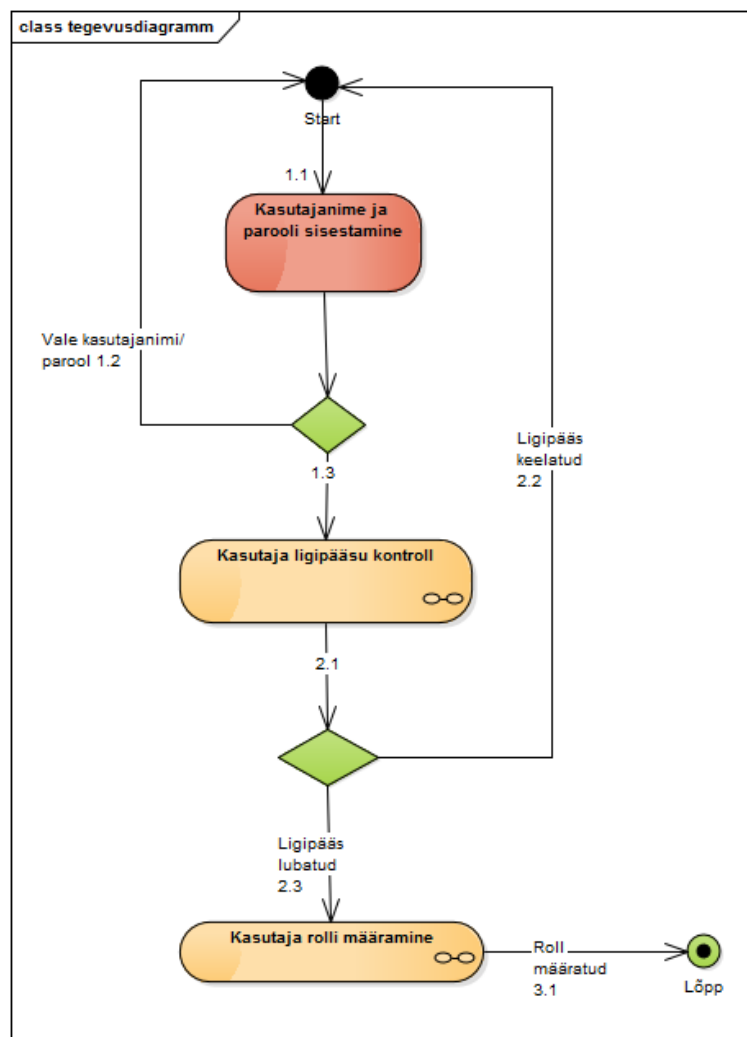 class tegevusdiagramm
Start
1.1
Kasutajanime ja
parooli sisestamine
Vale kasutajanimi/
parool 1.2
Ligipääs
keelatud
2.2
1.3
Kasutaja ligipääsu kontroll
2.1
Ligipääs
lubatud
2.3
Kasutaja rolli määramine
Roll
määratud
3.1
Lõpp